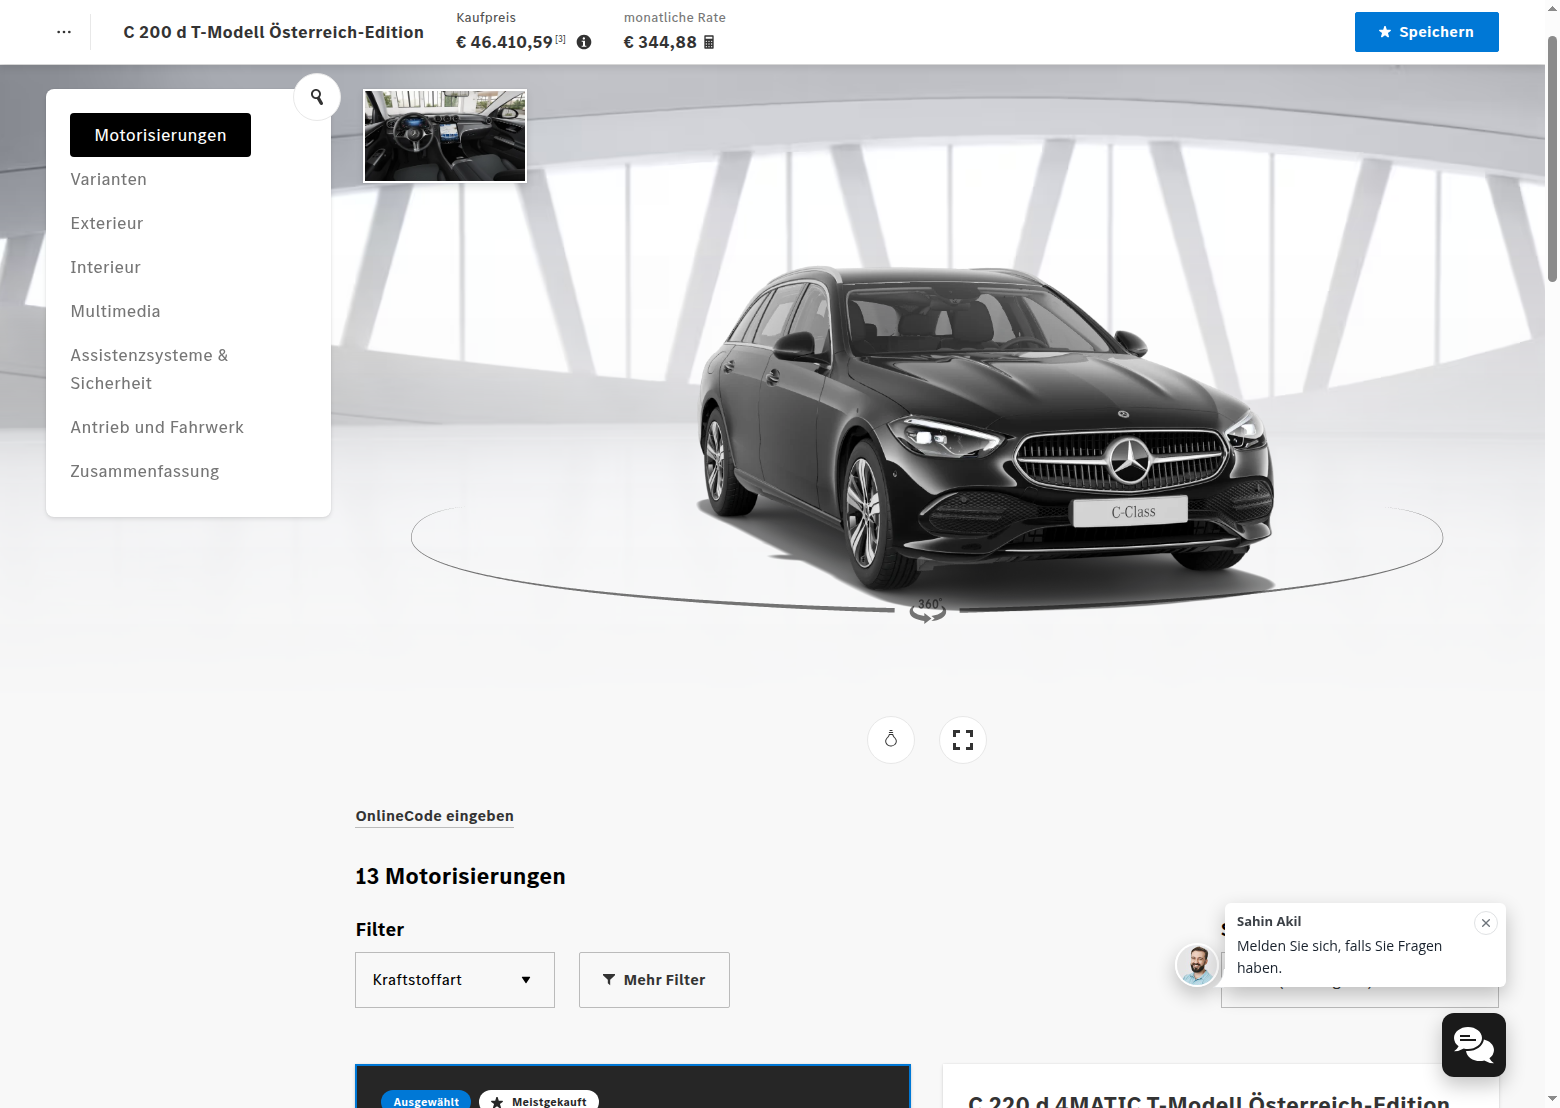 ...
C 200 d T-Modell Österreich-Edition
Kaufpreis
€ 46.410,59 [3]
monatliche Rate
€ 344,88
Speichern
Motorisierungen
Varianten
Exterieur
Interieur
Multimedia
Assistenzsysteme &
Sicherheit
Antrieb und Fahrwerk
Zusammenfassung
C-Class
360°
OnlineCode eingeben
13 Motorisierungen
Filter
Kraftstoffart
Mehr Filter
Sahin Akil
Melden Sie sich, falls Sie Fragen
haben.
Ausgewählt
Meistgekauft
C 220 d 4MATIC T-Modell Österreich-Edition